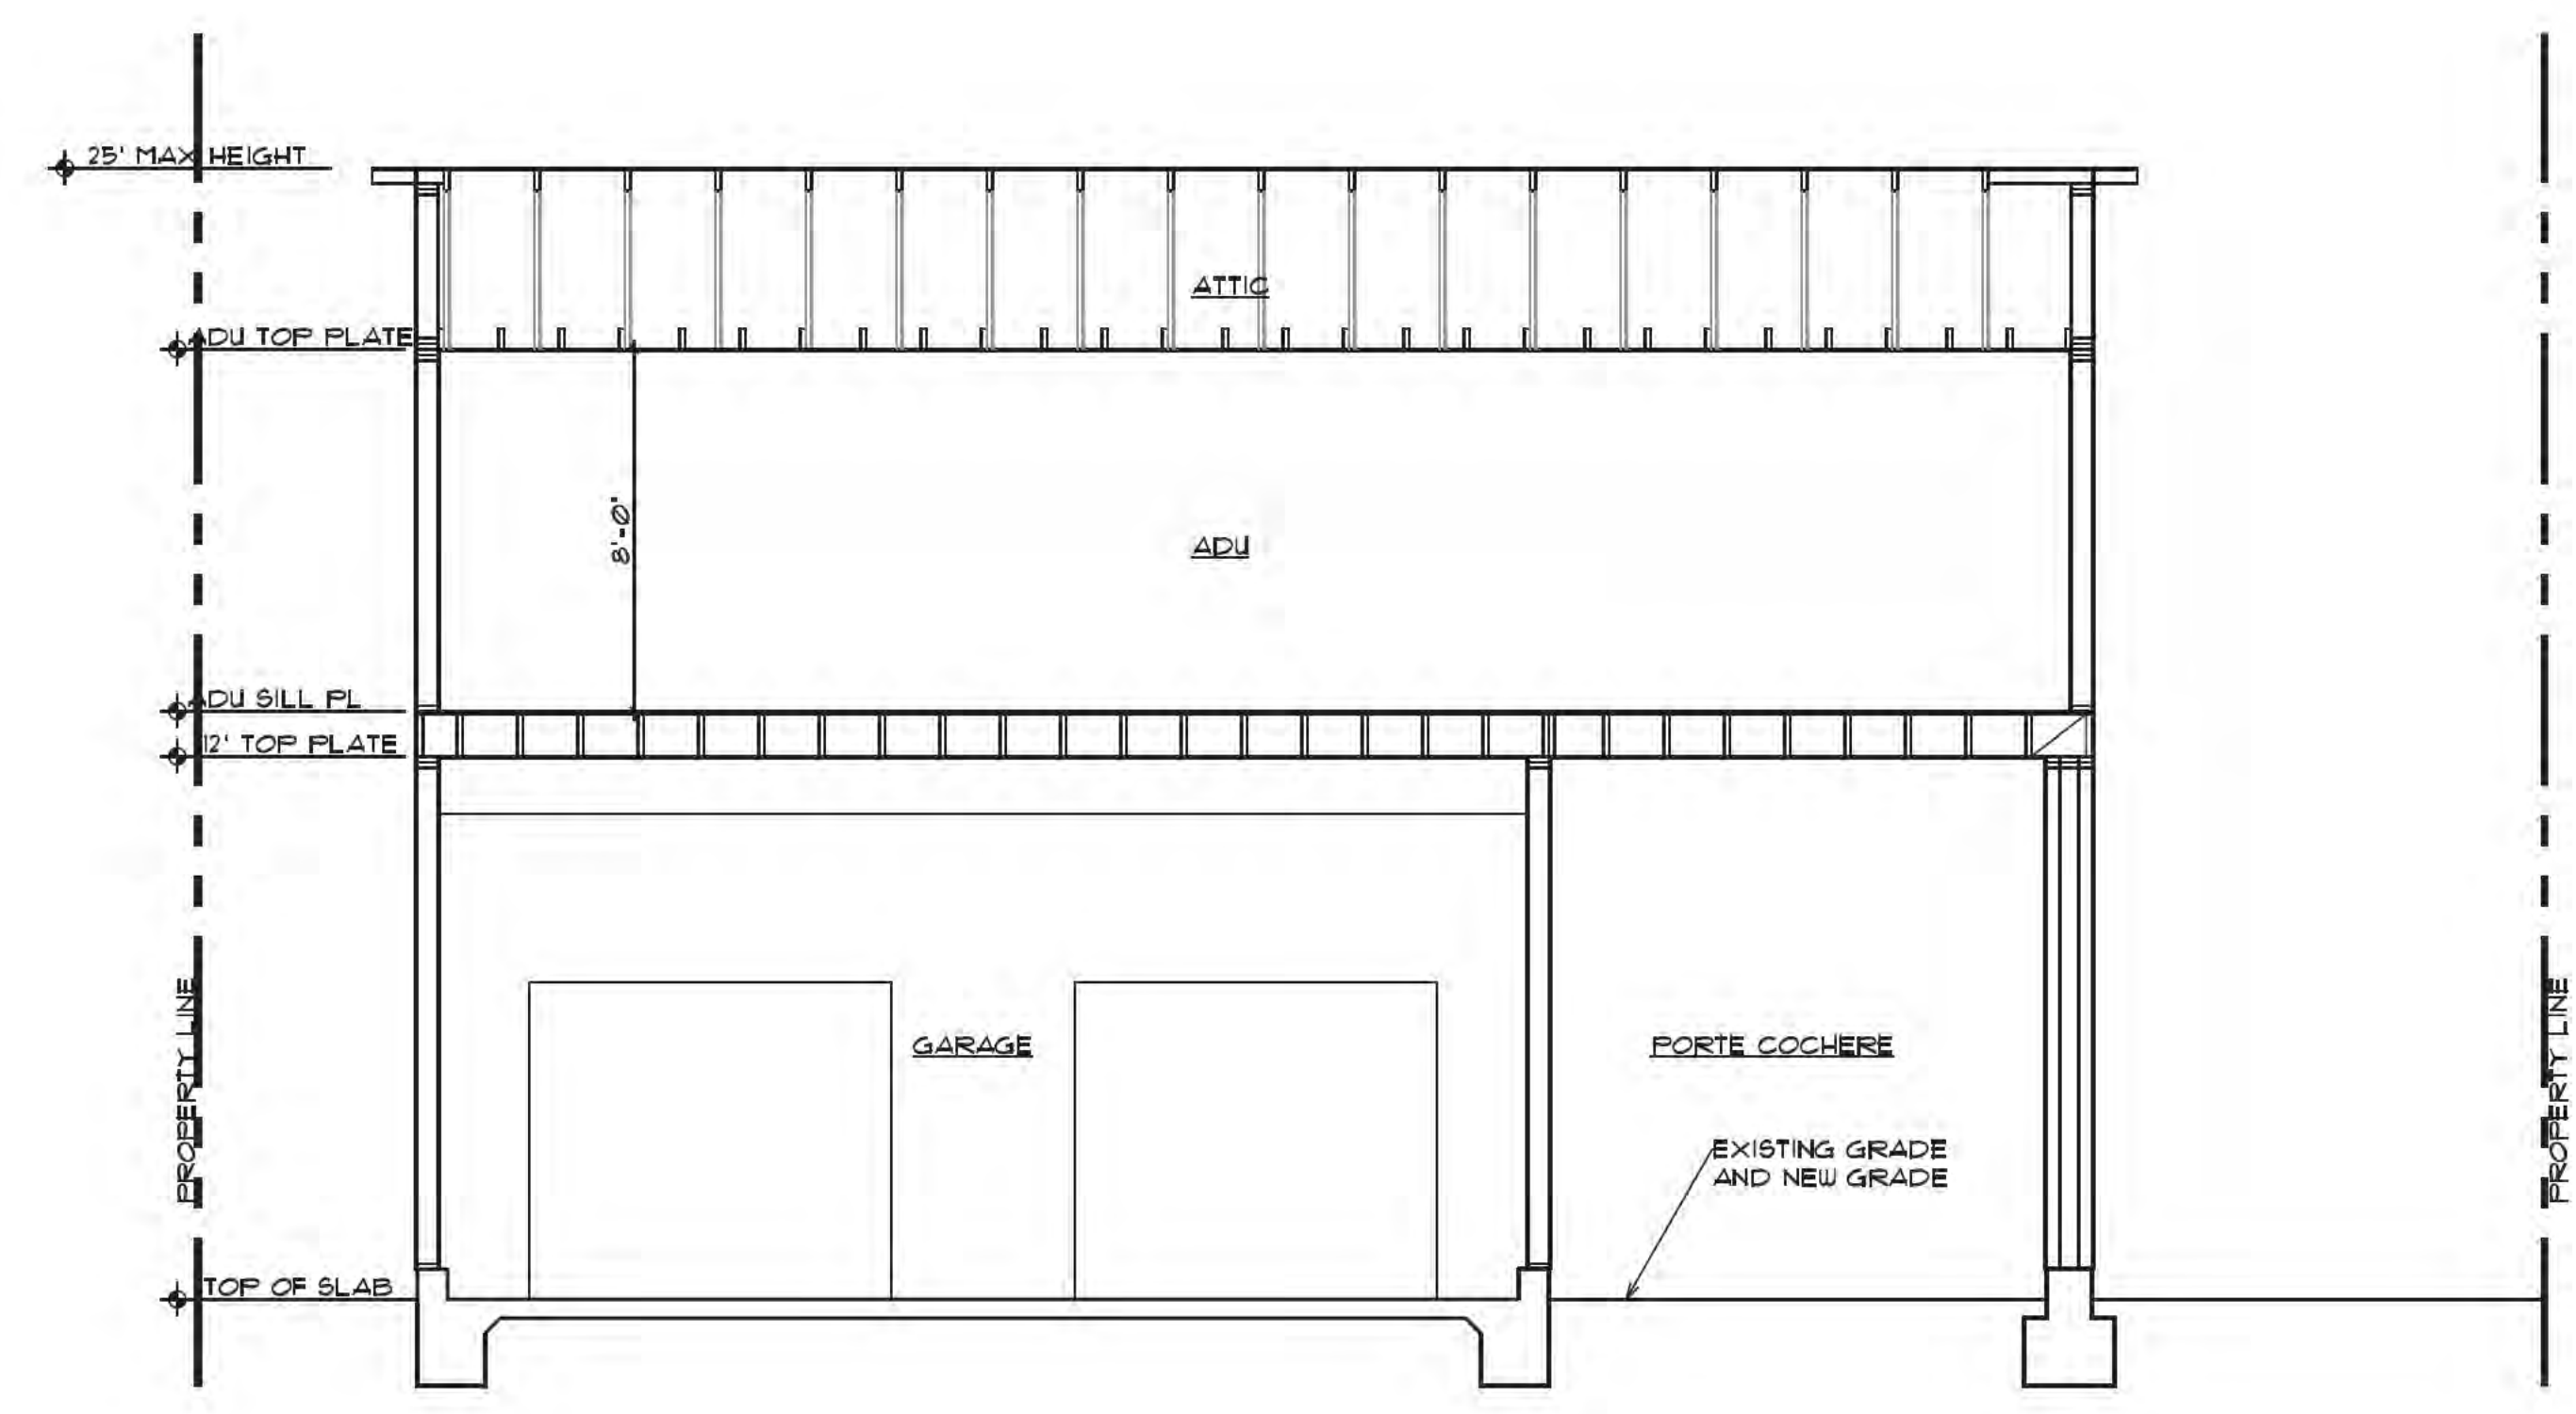 25' MAX HEIGHT
ATTIC
ADU TOP PLATE
8'-0"
ADU
ADU SILL PL
12' TOP PLATE
PROPERTY LINE
GARAGE
PORTE COCHERE
PROPERTY LINE
EXISTING GRADE
AND NEW GRADE
TOP OF SLAB